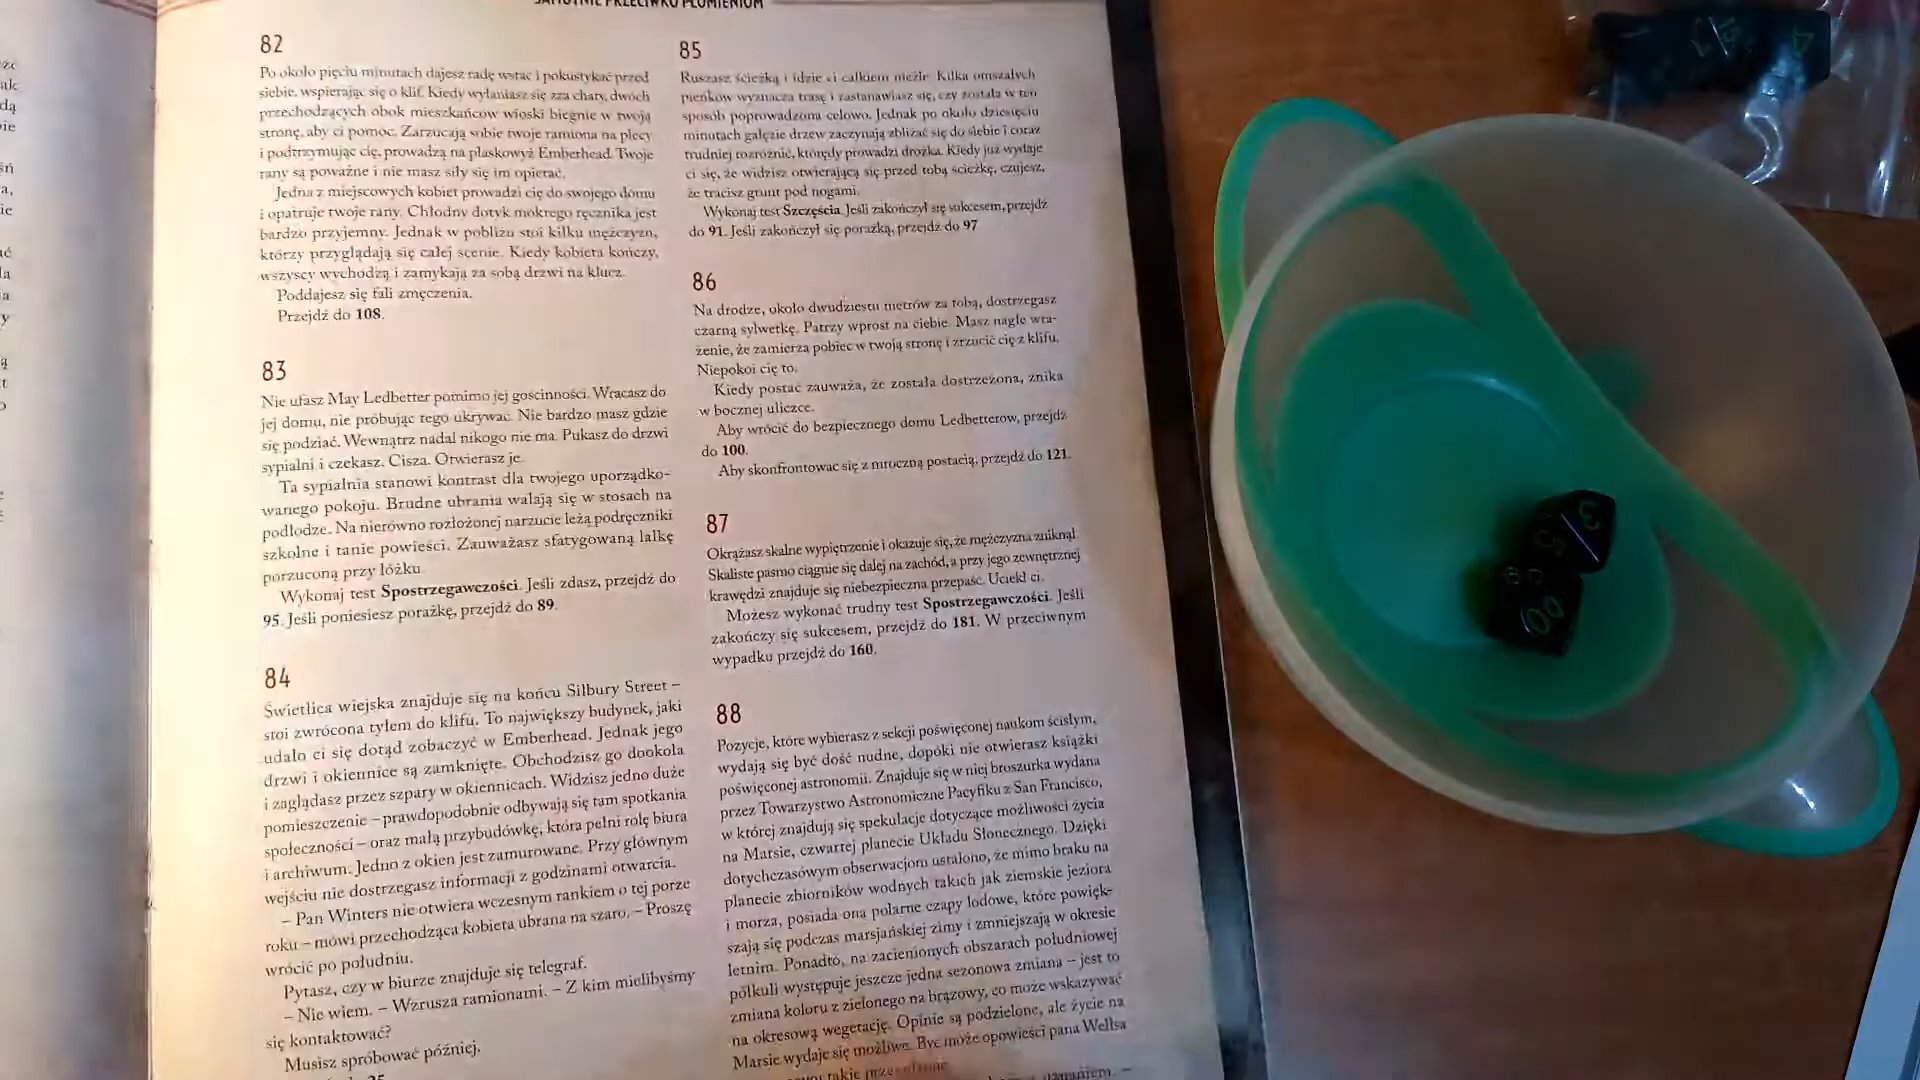 SAMOTNIE PRZECIWKO PŁOMIENIOM
82
Po około pięciu minutach dajesz radę wstać i pokuśtykać przed
siebie, wspierając się o klif. Kiedy wyłaniasz się zza chaty, dwóch
przechodzących obok mieszkańców wioski biegnie w twoją
stronę, aby ci pomóc. Zarzucają sobie twoje ramiona na plecy
i podtrzymując cię, prowadzą na płaskowyż Emberhead. Twoje
rany są poważne i nie masz siły się im opierać.
Jedna z miejscowych kobiet prowadzi cię do swojego domu
i opatruje twoje rany. Chłodny dotyk mokrego ręcznika jest
bardzo przyjemny. Jednak w pobliżu stoi kilku mężczyzn,
którzy przyglądają się całej scenie. Kiedy kobieta kończy,
wszyscy wychodzą i zamykają za sobą drzwi na klucz.
Poddajesz się fali zmęczenia.
Przejdź do 108.
83
Nie ufasz May Ledbetter pomimo jej gościnności. Wracasz do
jej domu, nie próbując tego ukrywać. Nie bardzo masz gdzie
się podziać. Wewnątrz nadal nikogo nie ma. Pukasz do drzwi
sypialni i czekasz. Cisza. Otwierasz je.
Ta sypialnia stanowi kontrast dla twojego uporządko-
wanego pokoju. Brudne ubrania walają się w stosach na
podłodze. Na nierówno rozłożonej narzucie leżą podręczniki
szkolne i tanie powieści. Zauważasz sfatygowaną lalkę
porzuconą przy łóżku.
Wykonaj test Spostrzegawczości. Jeśli zdasz, przejdź do
95. Jeśli poniesiesz porażkę, przejdź do 89.
84
Świetlica wiejska znajduje się na końcu Silbury Street –
stoi zwrócona tyłem do klifu. To największy budynek, jaki
udało ci się dotąd zobaczyć w Emberhead. Jednak jego
drzwi i okiennice są zamknięte. Obchodzisz go dookoła
i zaglądasz przez szpary w okiennicach. Widzisz jedno duże
pomieszczenie – prawdopodobnie odbywają się tam spotkania
społeczności – oraz małą przybudówkę, która pełni rolę biura
i archiwum. Jedno z okien jest zamurowane. Przy głównym
wejściu nie dostrzegasz informacji z godzinami otwarcia.
– Pan Winters nie otwiera wczesnym rankiem o tej porze
roku – mówi przechodząca kobieta ubrana na szaro. – Proszę
wrócić po południu.
Pytasz, czy w biurze znajduje się telegraf.
– Nie wiem. – Wzrusza ramionami. – Z kim mielibyśmy
się kontaktować?
Musisz spróbować później.
85
Ruszasz ścieżką i idzie ci całkiem nieźle. Kilka omszałych
pieńków wyznacza trasę i zastanawiasz się, czy została w ten
sposób poprowadzona celowo. Jednak po około dziesięciu
minutach gałęzie drzew zaczynają zbliżać się do siebie i coraz
trudniej rozróżnić, którędy prowadzi dróżka. Kiedy już wydaje
ci się, że widzisz otwierającą się przed tobą ścieżkę, czujesz,
że tracisz grunt pod nogami.
Wykonaj test Szczęścia. Jeśli zakończył się sukcesem, przejdź
do 91. Jeśli zakończył się porażką, przejdź do 97
86
Na drodze, około dwudziestu metrów za tobą, dostrzegasz
czarną sylwetkę. Patrzy wprost na ciebie. Masz nagłe wra-
żenie, że zamierza pobiec w twoją stronę i zrzucić cię z klifu.
Niepokoi cię to.
Kiedy postać zauważa, że została dostrzeżona, znika
w bocznej uliczce.
Aby wrócić do bezpiecznego domu Ledbetterów, przejdź
do 100.
Aby skonfrontować się z mroczną postacią, przejdź do 121.
87
Okrążasz skalne wypiętrzenie i okazuje się, że mężczyzna zniknął.
Skaliste pasmo ciągnie się dalej na zachód, a przy jego zewnętrznej
krawędzi znajduje się niebezpieczna przepaść. Uciekł ci.
Możesz wykonać trudny test Spostrzegawczości. Jeśli
zakończy się sukcesem, przejdź do 181. W przeciwnym
wypadku przejdź do 160.
88
Pozycje, które wybierasz z sekcji poświęconej naukom ścisłym,
wydają się być dość nudne, dopóki nie otwierasz książki
poświęconej astronomii. Znajduje się w niej broszurka wydana
przez Towarzystwo Astronomiczne Pacyfiku z San Francisco,
w której znajdują się spekulacje dotyczące możliwości życia
na Marsie, czwartej planecie Układu Słonecznego. Dzięki
dotychczasowym obserwacjom ustalono, że mimo braku na
planecie zbiorników wodnych takich jak ziemskie jeziora
i morza, posiada ona polarne czapy lodowe, które powięk-
szają się podczas marsjańskiej zimy i zmniejszają w okresie
letnim. Ponadto, na zacienionych obszarach południowej
półkuli występuje jeszcze jedna sezonowa zmiana – jest to
zmiana koloru z zielonego na brązowy, co może wskazywać
na okresową wegetację. Opinie są podzielone, ale życie na
Marsie wydaje się możliwe. Być może opowieści pana Wellsa
3
5
00